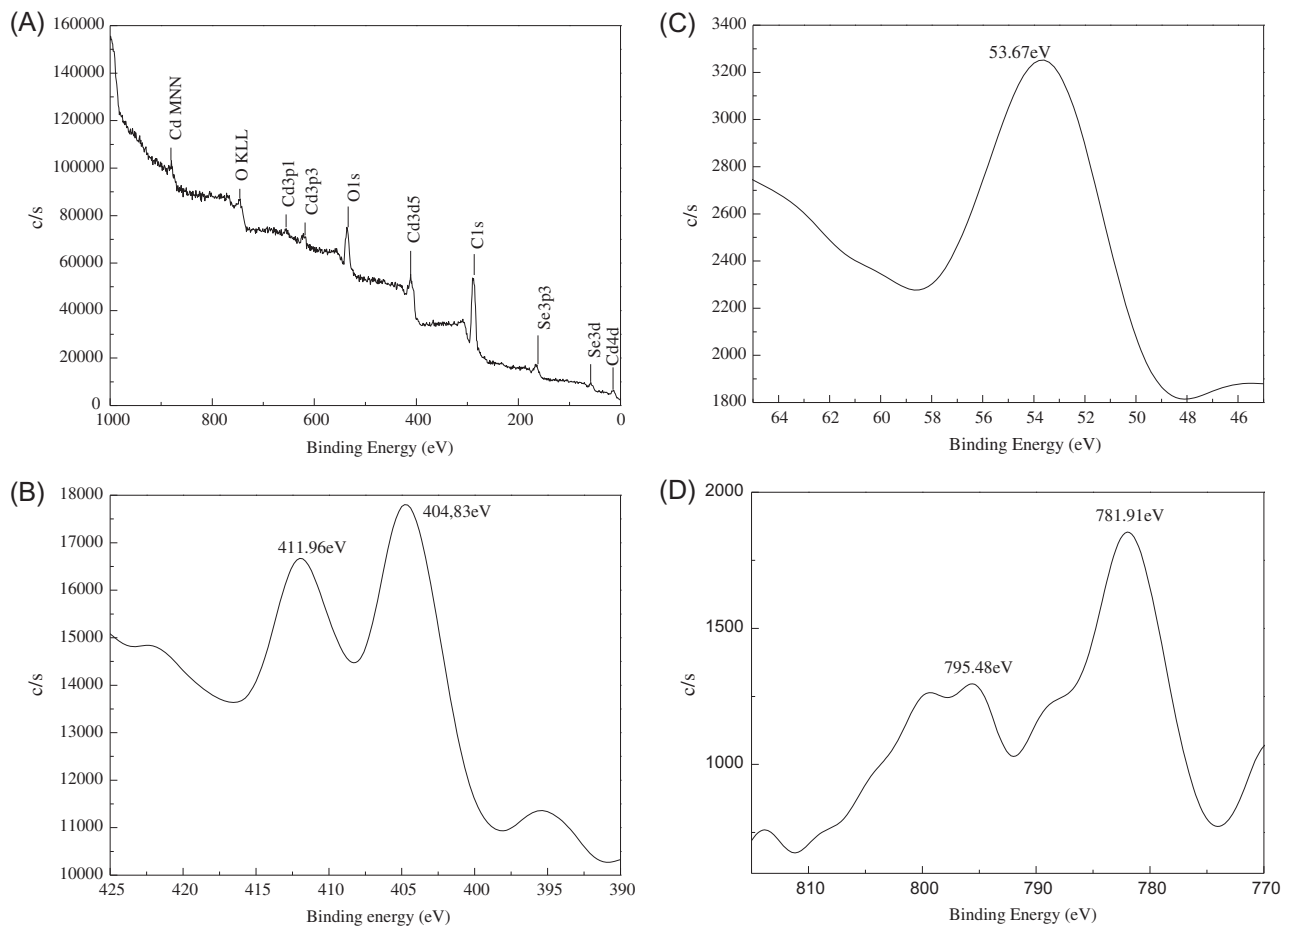 (A)
160000
140000
120000
100000
80000
60000
40000
20000
0
c/s
Cd MNN
O KLL
Cd3p1
Cd3p3
O1s
Cd3d5
C1s
Se3p3
Se3d
Cd4d
1000
800
600
400
200
0
Binding Energy (eV)
(C)
3400
3200
3000
2800
2600
2400
2200
2000
1800
c/s
53.67eV
64
62
60
58
56
54
52
50
48
46
Binding Energy (eV)
(B)
18000
17000
16000
15000
14000
13000
12000
11000
10000
c/s
411.96eV
404,83eV
425
420
415
410
405
400
395
390
Binding energy (eV)
(D)
2000
1500
1000
c/s
781.91eV
795.48eV
810
800
790
780
770
Binding Energy (eV)